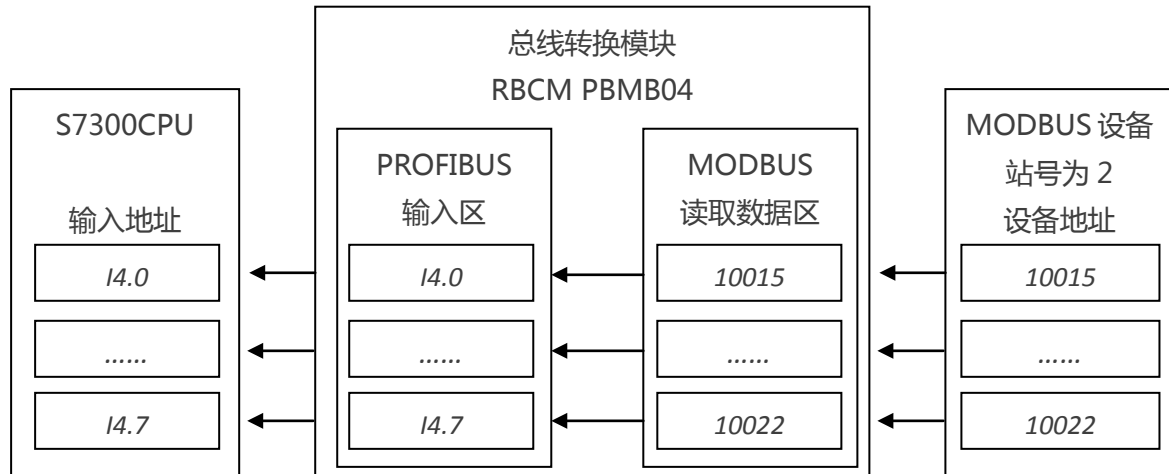 总线转换模块
RBCM PBMB04
S7300CPU
输入地址
I4.0
......
I4.7
PROFIBUS
输入区
I4.0
......
I4.7
MODBUS
读取数据区
10015
......
10022
MODBUS 设备
站号为 2
设备地址
10015
......
10022